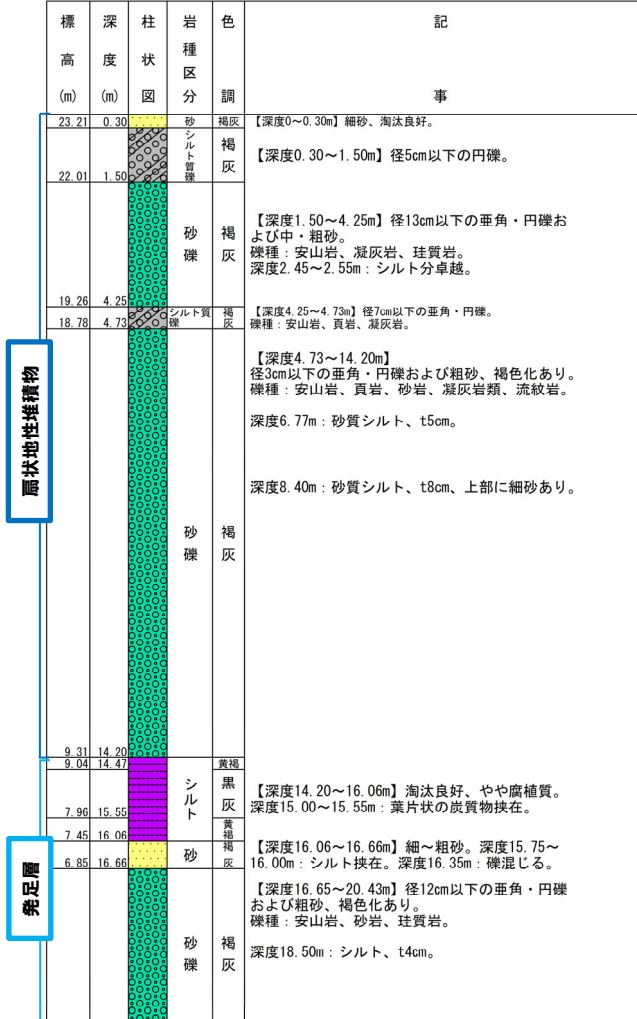 標高(m)
深度(m)
柱状図
岩種区分
色調
記事
23.21 0.30 砂 褐灰 【深度0～0.30m】細砂、淘汰良好。
シルト質礫 褐灰 【深度0.30～1.50m】径5cm以下の円礫。
22.01 1.50
砂礫 褐灰
【深度1.50～4.25m】径13cm以下の亜角・円礫お
よび中・粗砂。
礫種：安山岩、凝灰岩、珪質岩。
深度2.45～2.55m：シルト分卓越。
19.26 4.25
シルト質礫 褐灰
【深度4.25～4.73m】径7cm以下の亜角・円礫。
礫種：安山岩、頁岩、凝灰岩。
18.78 4.73
扇状地性堆積物
【深度4.73～14.20m】
径3cm以下の亜角・円礫および粗砂、褐色化あり。
礫種：安山岩、頁岩、砂岩、凝灰岩類、流紋岩。
深度6.77m：砂質シルト、t5cm。
深度8.40m：砂質シルト、t8cm、上部に細砂あり。
砂礫 褐灰
9.31 14.20
9.04 14.47 黄褐
シルト 黒灰
【深度14.20～16.06m】淘汰良好、やや腐植質。
深度15.00～15.55m：葉片状の炭質物挟在。
7.96 15.55
黄褐
7.45 16.06
発足層
砂 褐灰
【深度16.06～16.66m】細～粗砂。深度15.75～
16.00m：シルト挟在。深度16.35m：礫混じる。
6.85 16.66
【深度16.65～20.43m】径12cm以下の亜角・円礫
および粗砂、褐色化あり。
礫種：安山岩、砂岩、珪質岩。
砂礫 褐灰
深度18.50m：シルト、t4cm。